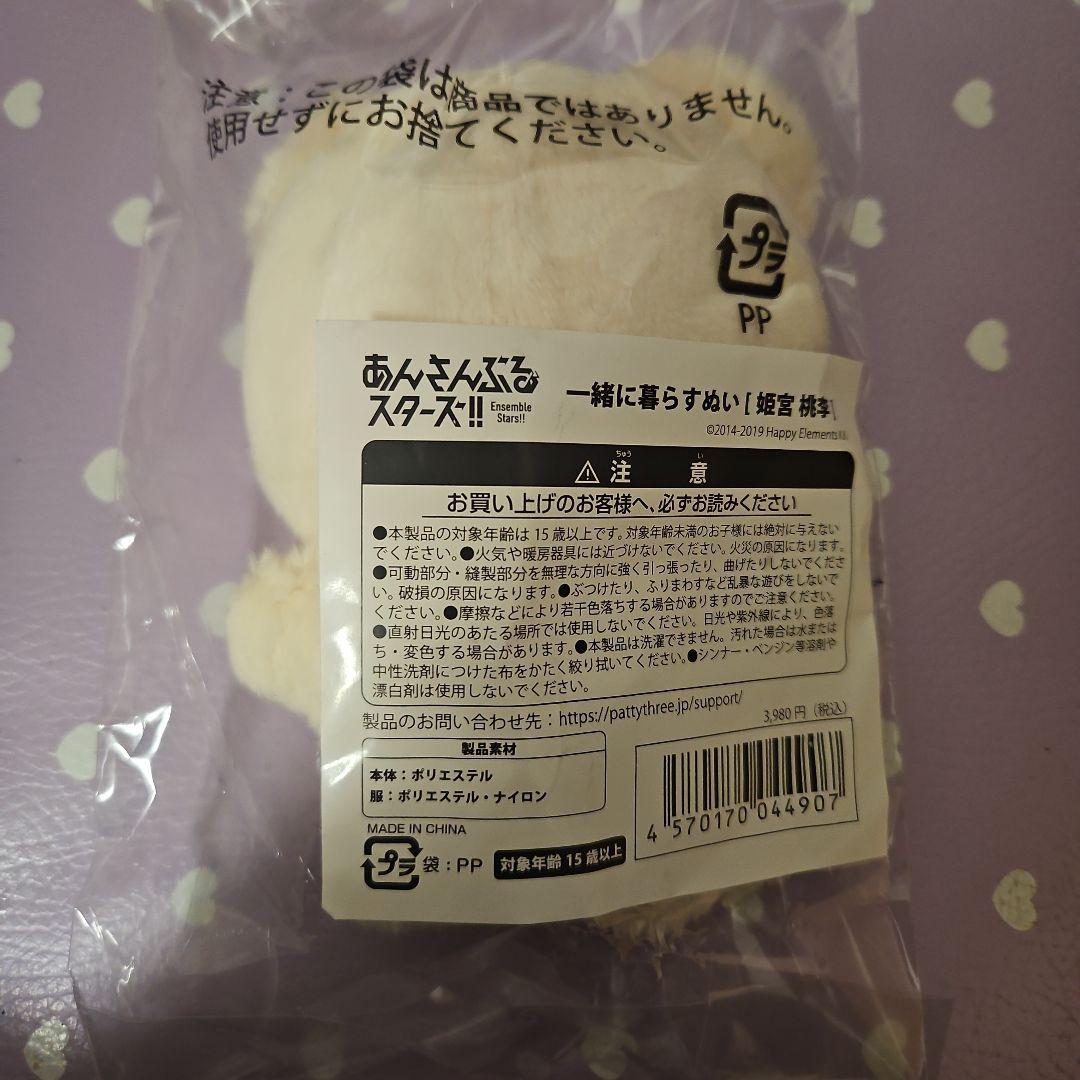 注意：この袋は商品ではありません。
使用せずにお捨てください。
プラ
PP
あんさんぶる
スターズ!!
Ensemble
Stars!!
一緒に暮らすぬい [ 姫宮 桃李]
©2014-2019 Happy Elements K.K
ちゅう い
⚠注 意
お買い上げのお客様へ、必ずお読みください
●本製品の対象年齢は 15 歳以上です。対象年齢未満のお子様には絶対に与えない
でください。●火気や暖房器具には近づけないでください。火災の原因になります。
●可動部分・縫製部分を無理な方向に強く引っ張ったり、曲げたりしないでくださ
い。破損の原因になります。●ぶつけたり、ふりまわすなど乱暴な遊びをしないで
ください。●摩擦などにより若干色落ちする場合がありますのでご注意ください。
●直射日光のあたる場所では使用しないでください。日光や紫外線により、色落
ち・変色する場合があります。●本製品は洗濯できません。汚れた場合は水または
中性洗剤につけた布をかたく絞り拭いてください。●シンナー・ベンジン等溶剤や
漂白剤は使用しないでください。
製品のお問い合わせ先：https://pattythree.jp/support/
3,980 円（税込）
製品素材
本体：ポリエステル
服：ポリエステル・ナイロン
MADE IN CHINA
プラ 袋：PP
対象年齢 15 歳以上
4 570170 044907